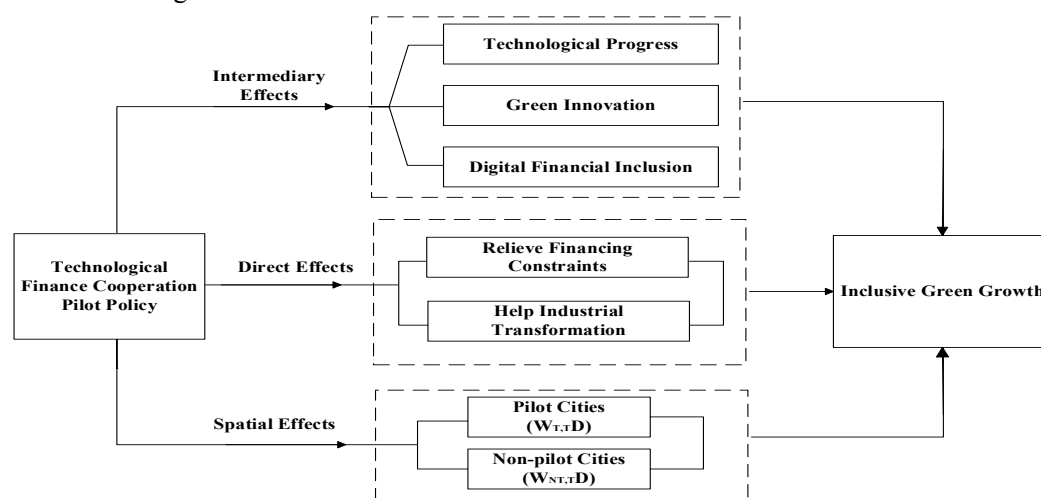 Technological Progress
Intermediary
Effects
Green Innovation
Digital Financial Inclusion
Technological
Finance Cooperation
Pilot Policy
Direct Effects
Relieve Financing
Constraints
Help Industrial
Transformation
Inclusive Green Growth
Spatial Effects
Pilot Cities
(WT,TD)
Non-pilot Cities
(WNT,TD)